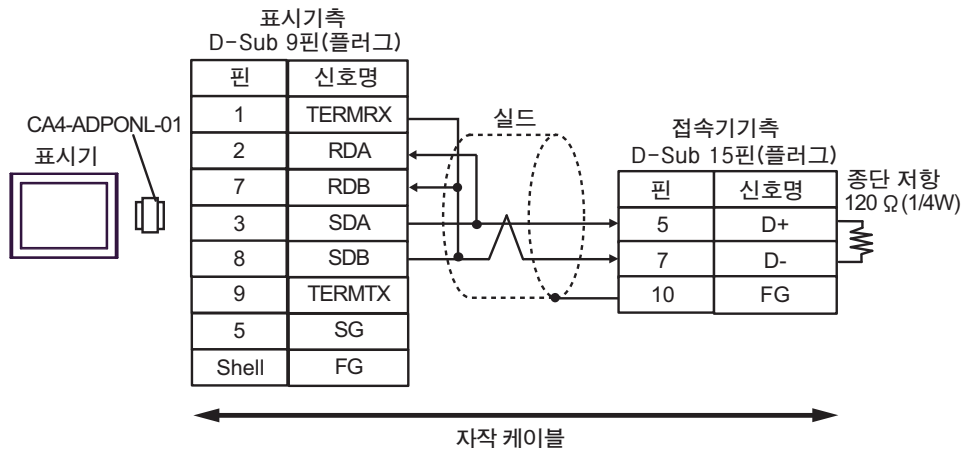 표시기측
D-Sub 9핀(플러그)
핀 신호명
1 TERMRX
2 RDA
7 RDB
3 SDA
8 SDB
9 TERMTX
5 SG
Shell FG
CA4-ADPONL-01
표시기
실드
접속기기측
D-Sub 15핀(플러그)
핀 신호명
5 D+
7 D-
10 FG
종단 저항
120 Ω(1/4W)
자작 케이블